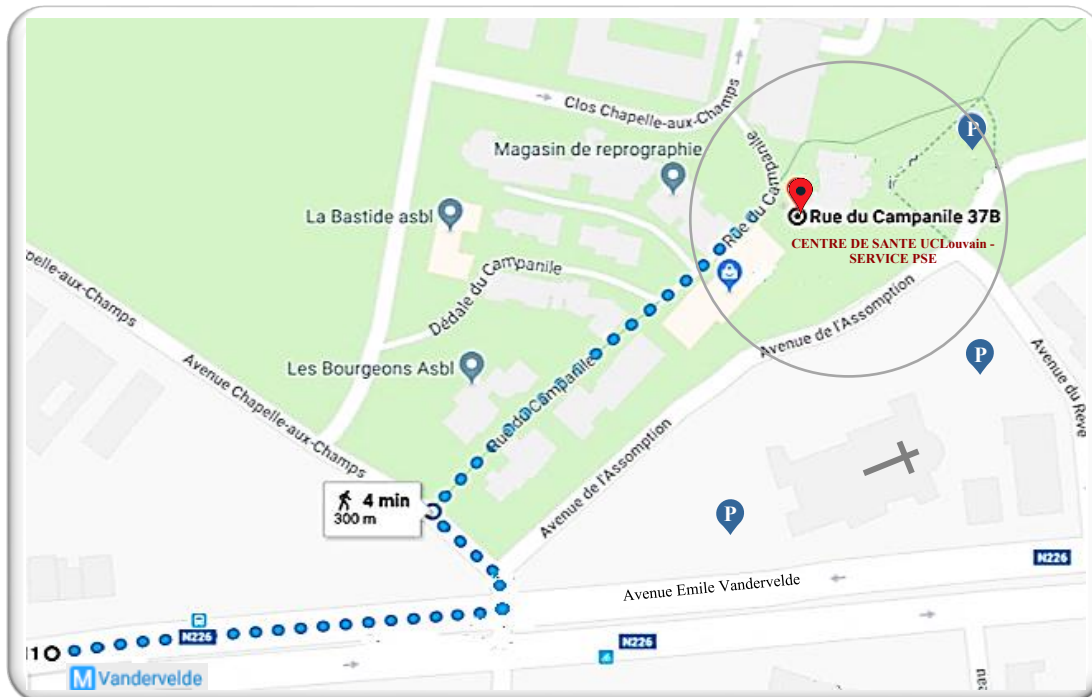 Clos Chapelle-aux-Champs
Magasin de reprographie
Rue du Campanile
P
La Bastide asbl
Rue du Campanile 37B
CENTRE DE SANTE UCLouvain -
SERVICE PSE
pelle-aux-Champs
Dédale du Campanile
Avenue de l'Assomption
P
Les Bourgeons Asbl
Avenue Chapelle-aux-Champs
Rue du Campanile
Avenue du Rêve
Avenue de l'Assomption
4 min
300 m
P
N226
Avenue Emile Vandervelde
N226
N226
11
M Vandervelde